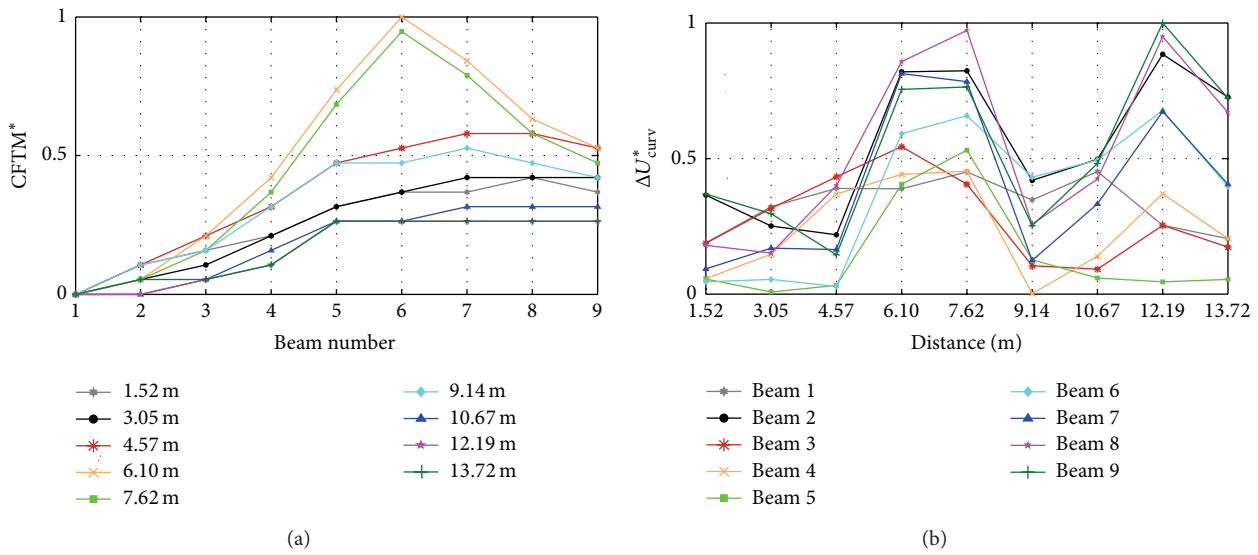 1
0.5
0
CFTM*
1 2 3 4 5 6 7 8 9
Beam number
1.52 m
3.05 m
4.57 m
6.10 m
7.62 m
9.14 m
10.67 m
12.19 m
13.72 m
(a)
1
0.5
0
ΔU*curv
1.52 3.05 4.57 6.10 7.62 9.14 10.67 12.19 13.72
Distance (m)
Beam 1
Beam 2
Beam 3
Beam 4
Beam 5
Beam 6
Beam 7
Beam 8
Beam 9
(b)